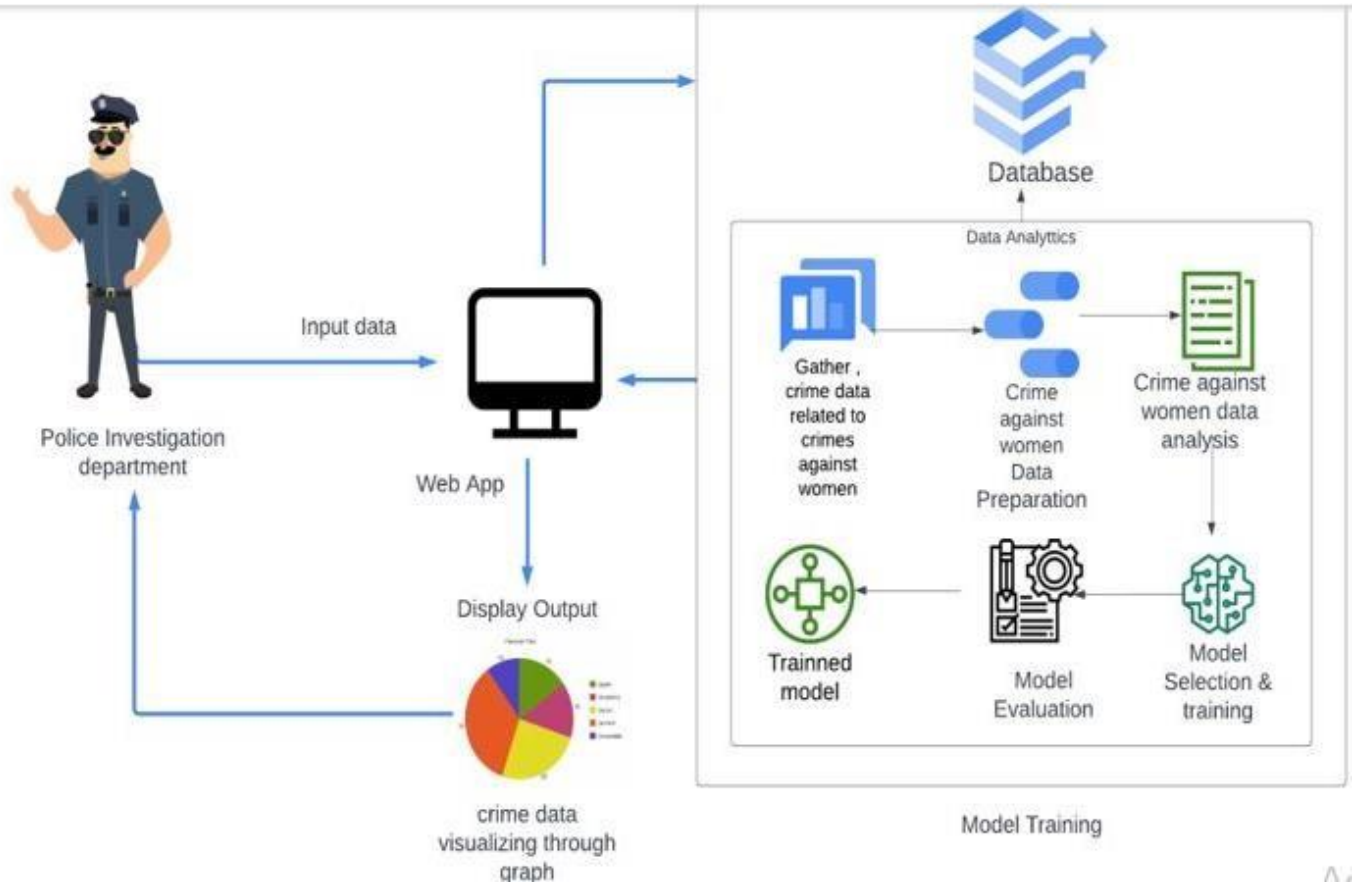 Database
Data Analyttics
Input data
Gather ,
crime data
related to
crimes
against
women
Crime
against
women
Data
Preparation
Crime against
women data
analysis
Police Investigation
department
Web App
Display Output
Trainned
model
Model
Evaluation
Model
Selection &
training
crime data
visualizing through
graph
Model Training